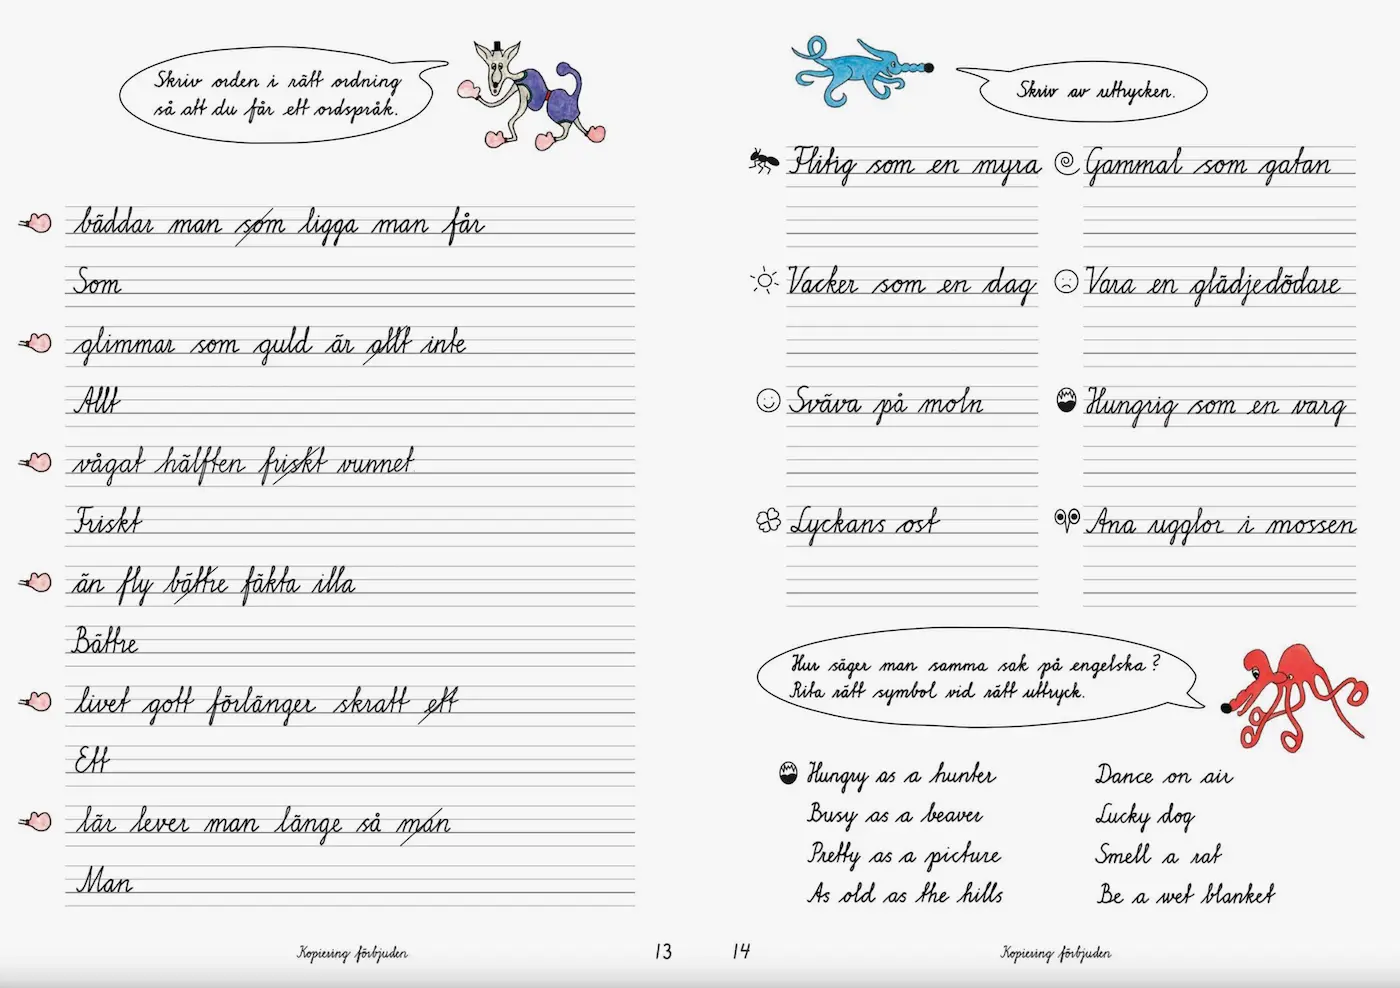 Skriv orden i rätt ordning
så att du får ett ordspråk.
bäddar man som ligga man får
Som
glimmar som guld är allt inte
Allt
vågat hälften friskt vunnet
Friskt
än fly bättre fäkta illa
Bättre
livet gott förlänger skratt ett
Ett
lär lever man länge så man
Man
Kopiering förbjuden
13
Skriv av uttrycken.
Flitig som en myra
Gammal som gatan
Vacker som en dag
Vara en glädjedödare
Sväva på moln
Hungrig som en varg
Lyckans ost
Ana ugglor i mossen
Hur säger man samma sak på engelska?
Rita rätt symbol vid rätt uttryck.
Hungry as a hunter
Busy as a beaver
Pretty as a picture
As old as the hills
Dance on air
Lucky dog
Smell a rat
Be a wet blanket
14
Kopiering förbjuden